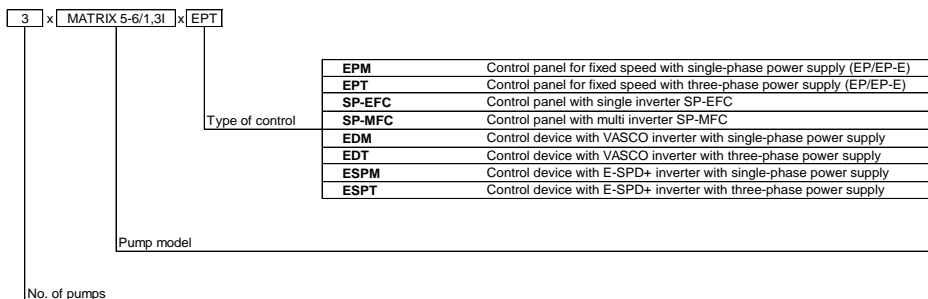 3 x MATRIX 5-6/1,3I x EPT
EPM Control panel for fixed speed with single-phase power supply (EP/EP-E)
EPT Control panel for fixed speed with three-phase power supply (EP/EP-E)
SP-EFC Control panel with single inverter SP-EFC
Type of control SP-MFC Control panel with multi inverter SP-MFC
EDM Control device with VASCO inverter with single-phase power supply
EDT Control device with VASCO inverter with three-phase power supply
ESPM Control device with E-SPD+ inverter with single-phase power supply
ESPT Control device with E-SPD+ inverter with three-phase power supply
Pump model
No. of pumps